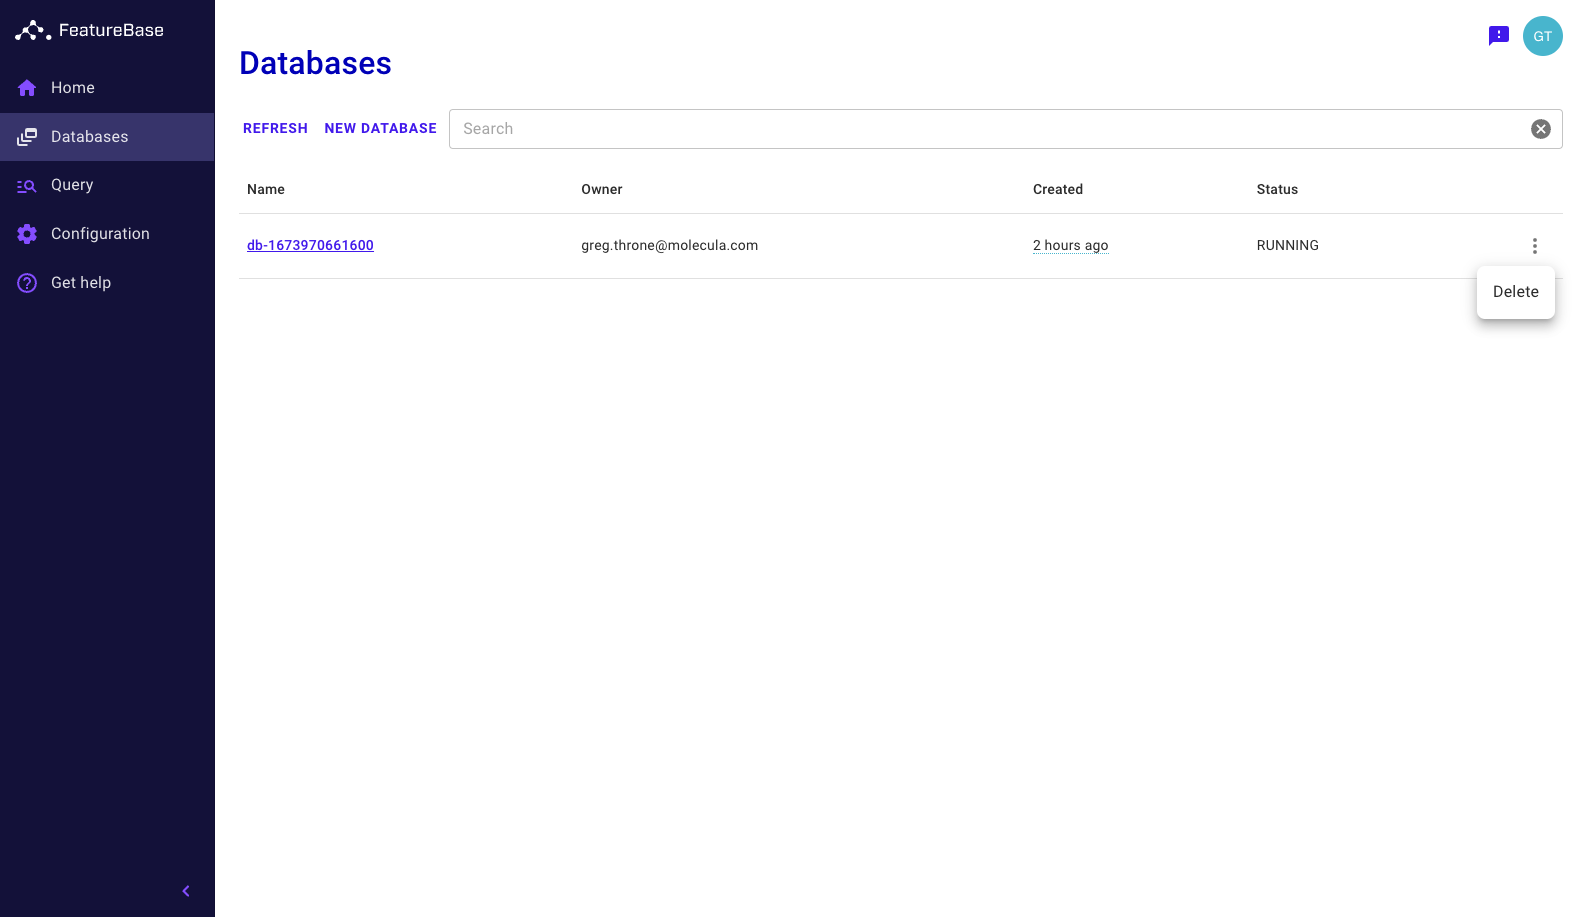 FeatureBase
Home
Databases
Query
Configuration
Get help
GT
Databases
REFRESH NEW DATABASE Search
Name Owner Created Status
db-1673970661600 greg.throne@molecula.com 2 hours ago RUNNING
Delete